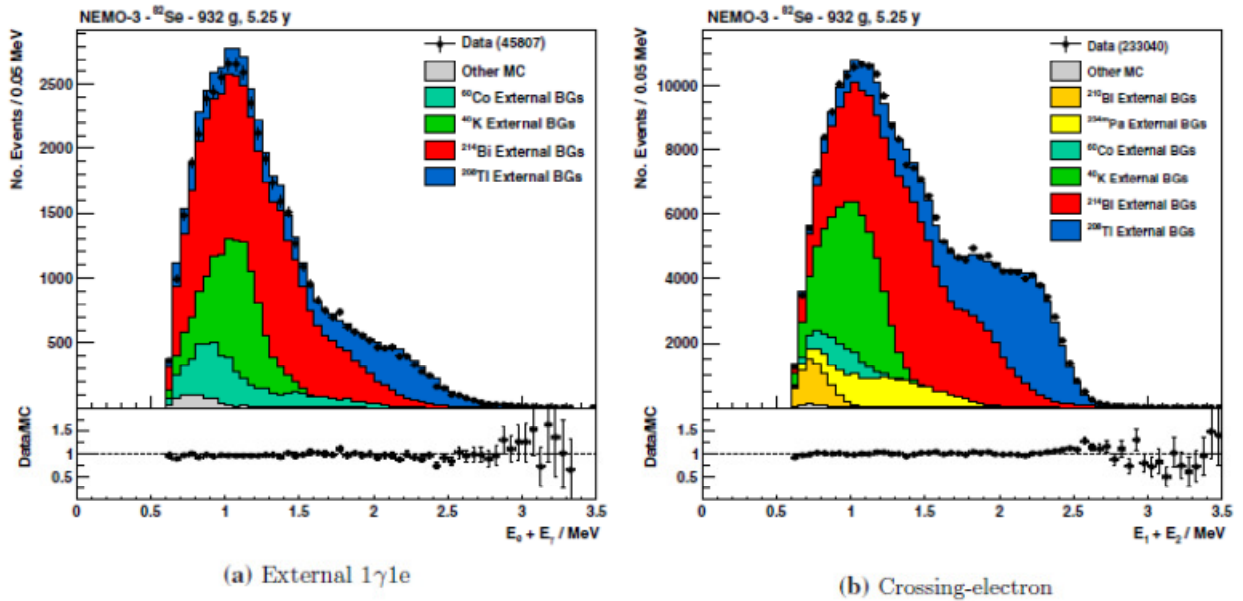 NEMO-3 - ⁸²Se - 932 g, 5.25 y
No. Events / 0.05 MeV
2500
2000
1500
1000
500
Data (45807)
Other MC
⁶⁰Co External BGs
⁴⁰K External BGs
²¹⁴Bi External BGs
²⁰⁸Tl External BGs
Data/MC
1.5
1
0.5
0 0.5 1 1.5 2 2.5 3 3.5
Eₑ + Eᵧ / MeV
(a) External 1γ1e
NEMO-3 - ⁸²Se - 932 g, 5.25 y
No. Events / 0.05 MeV
10000
8000
6000
4000
2000
Data (233040)
Other MC
²¹⁰Bi External BGs
²³⁴ᵐPa External BGs
⁶⁰Co External BGs
⁴⁰K External BGs
²¹⁴Bi External BGs
²⁰⁸Tl External BGs
Data/MC
1.5
1
0.5
0 0.5 1 1.5 2 2.5 3 3.5
E₁ + E₂ / MeV
(b) Crossing-electron